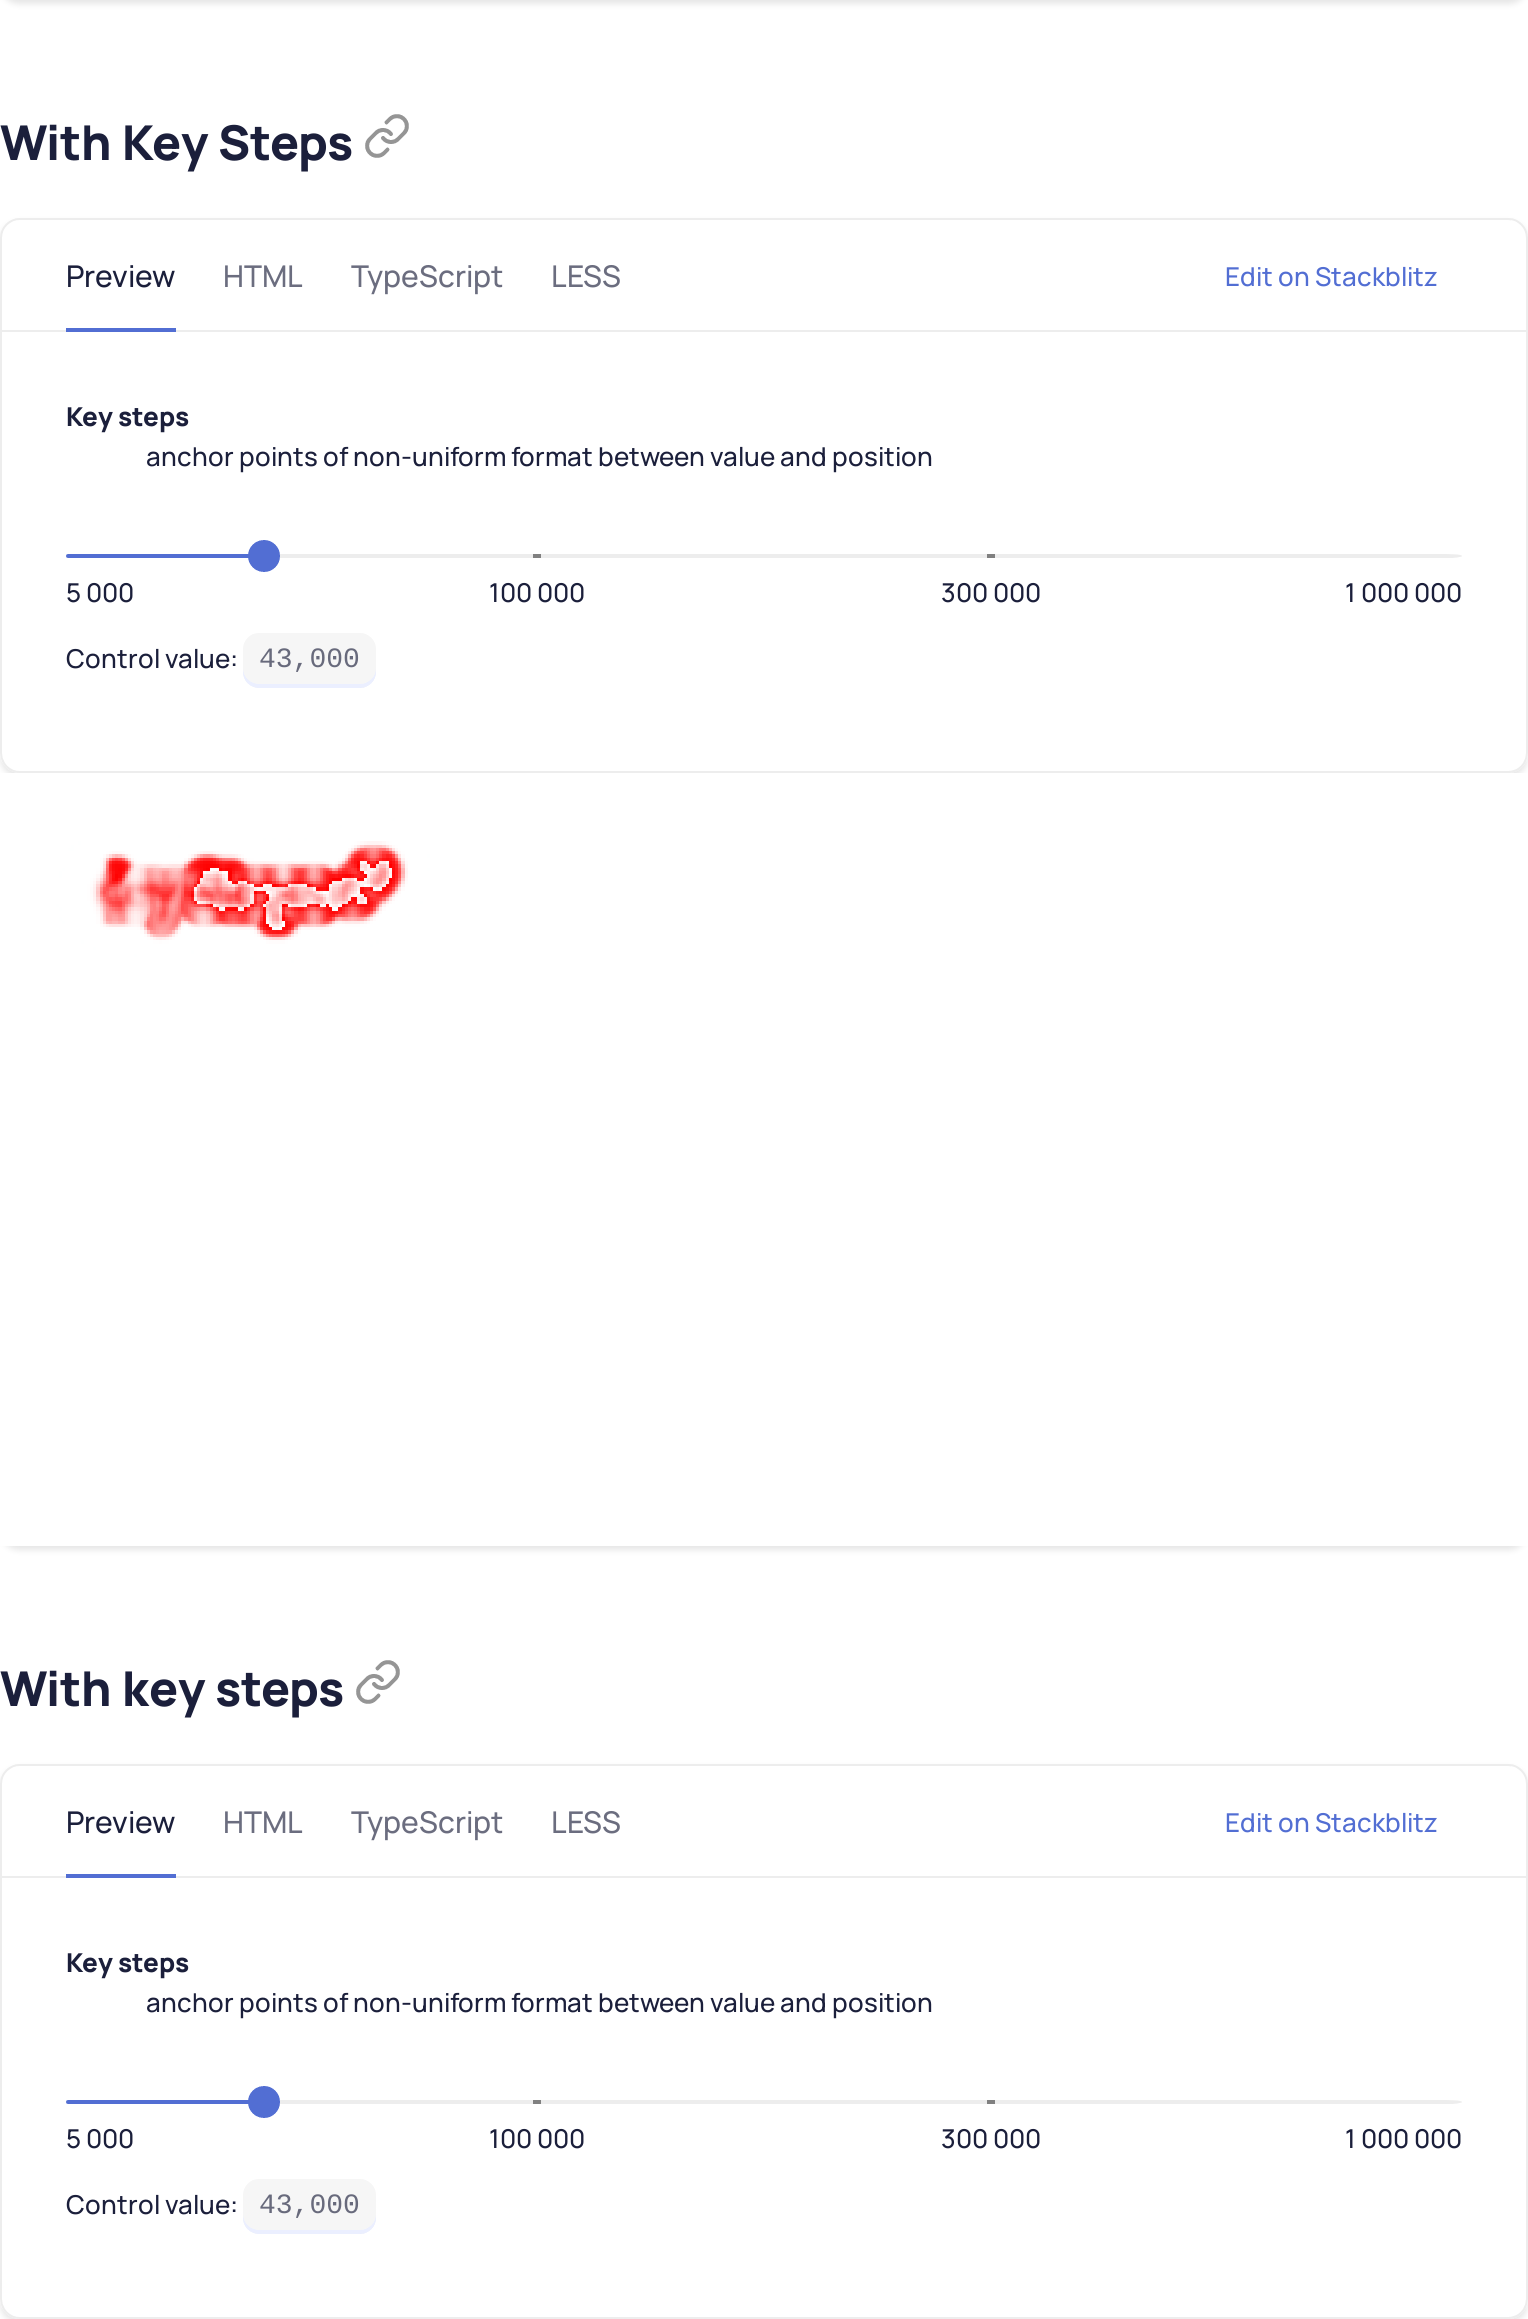 With Key Steps
Preview HTML TypeScript LESS Edit on Stackblitz
Key steps
anchor points of non-uniform format between value and position
5 000 100 000 300 000 1 000 000
Control value: 43,000
With key steps
Preview HTML TypeScript LESS Edit on Stackblitz
Key steps
anchor points of non-uniform format between value and position
5 000 100 000 300 000 1 000 000
Control value: 43,000